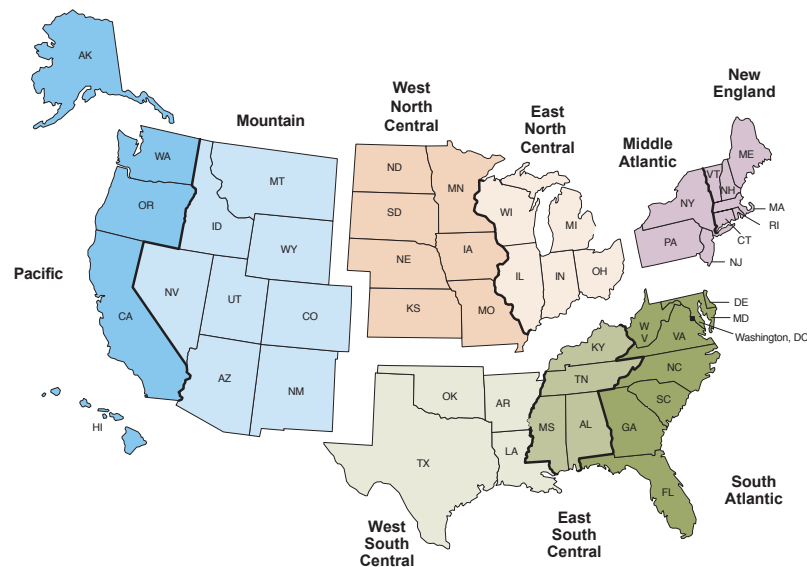 AK
New
England
West
North
Central
East
North
Central
Mountain
Middle
Atlantic
Pacific
WA
OR
CA
HI
MT
ID
WY
NV
UT
CO
AZ
NM
ND
SD
NE
KS
MN
IA
MO
WI
MI
IL
IN
OH
ME
VT
NH
MA
RI
CT
NY
PA
NJ
DE
MD
Washington, DC
W
V
VA
NC
SC
GA
FL
KY
TN
MS
AL
OK
AR
LA
TX
West
South
Central
East
South
Central
South
Atlantic